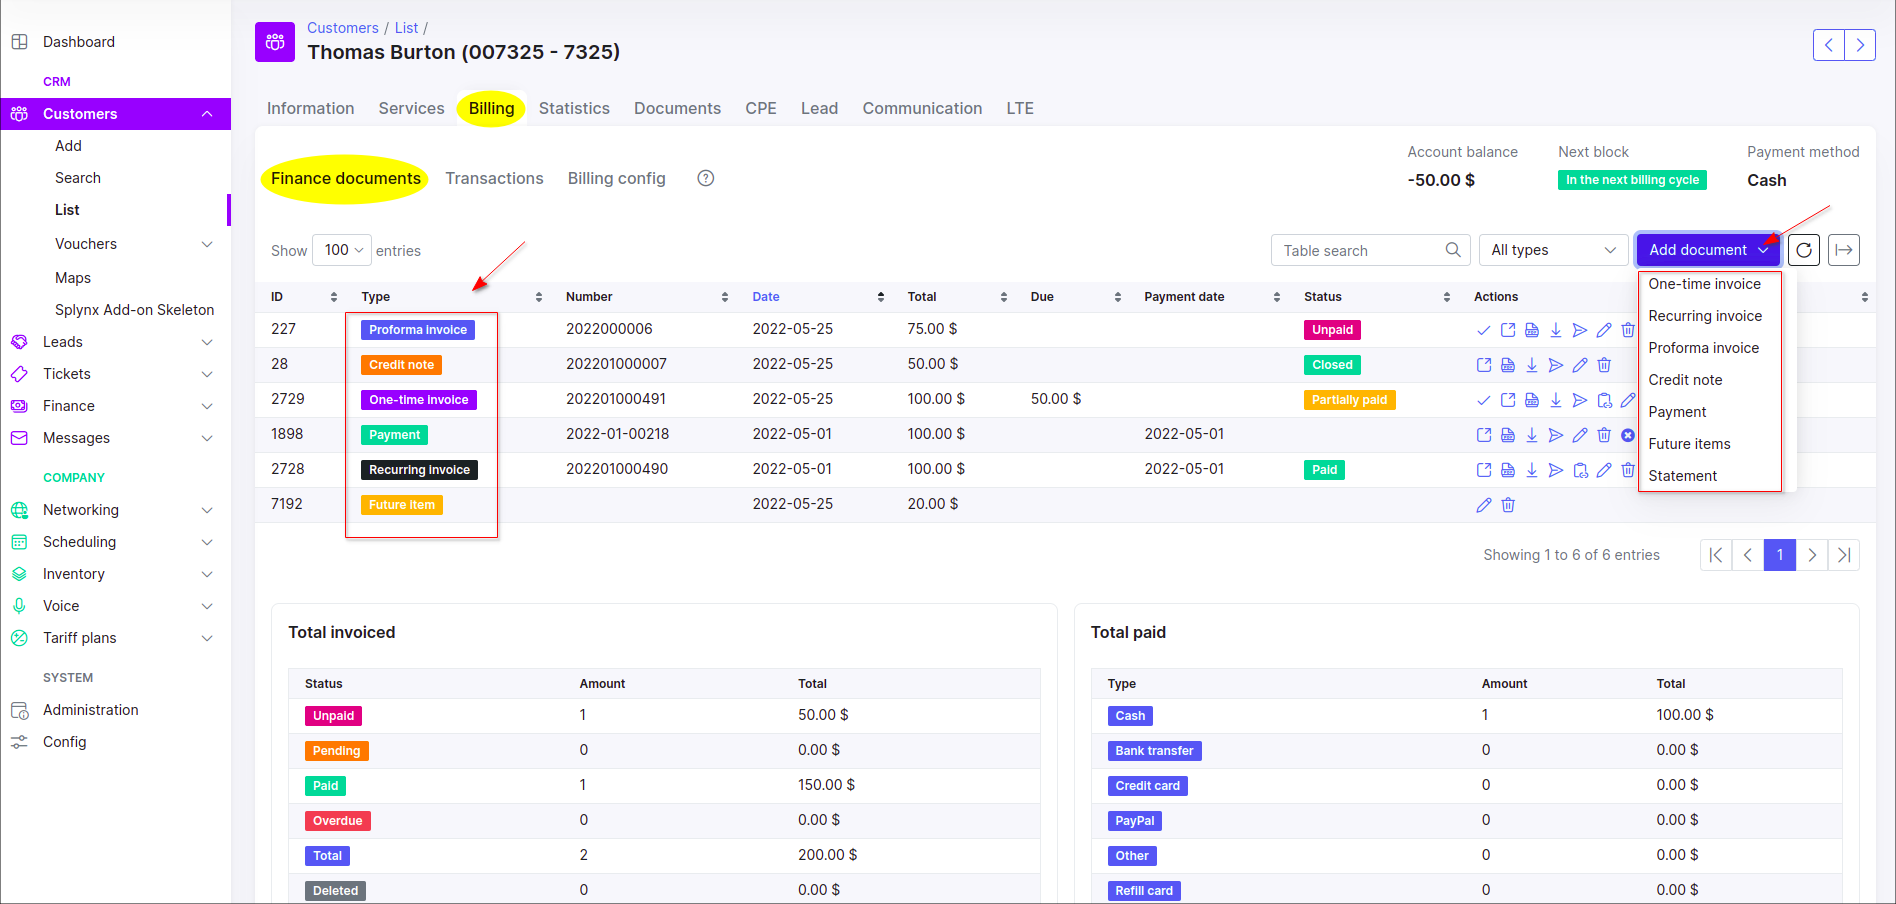 Dashboard
CRM
Customers
Add
Search
List
Vouchers
Maps
Splynx Add-on Skeleton
Leads
Tickets
Finance
Messages
COMPANY
Networking
Scheduling
Inventory
Voice
Tariff plans
SYSTEM
Administration
Config
Customers / List /
Thomas Burton (007325 - 7325)
Information Services Billing Statistics Documents CPE Lead Communication LTE
Finance documents Transactions Billing config ?
Account balance Next block Payment method
-50.00 $ In the next billing cycle Cash
Show 100 entries
Table search All types Add document
One-time invoice
Recurring invoice
Proforma invoice
Credit note
Payment
Future items
Statement
ID Type Number Date Total Due Payment date Status Actions
227 Proforma invoice 2022000006 2022-05-25 75.00 $ Unpaid
28 Credit note 202201000007 2022-05-25 50.00 $ Closed
2729 One-time invoice 202201000491 2022-05-25 100.00 $ 50.00 $ Partially paid
1898 Payment 2022-01-00218 2022-05-01 100.00 $ 2022-05-01
2728 Recurring invoice 202201000490 2022-05-01 100.00 $ 2022-05-01 Paid
7192 Future item 2022-05-25 20.00 $
Showing 1 to 6 of 6 entries 1
Total invoiced
Status Amount Total
Unpaid 1 50.00 $
Pending 0 0.00 $
Paid 1 150.00 $
Overdue 0 0.00 $
Total 2 200.00 $
Deleted 0 0.00 $
Total paid
Type Amount Total
Cash 1 100.00 $
Bank transfer 0 0.00 $
Credit card 0 0.00 $
PayPal 0 0.00 $
Other 0 0.00 $
Refill card 0 0.00 $